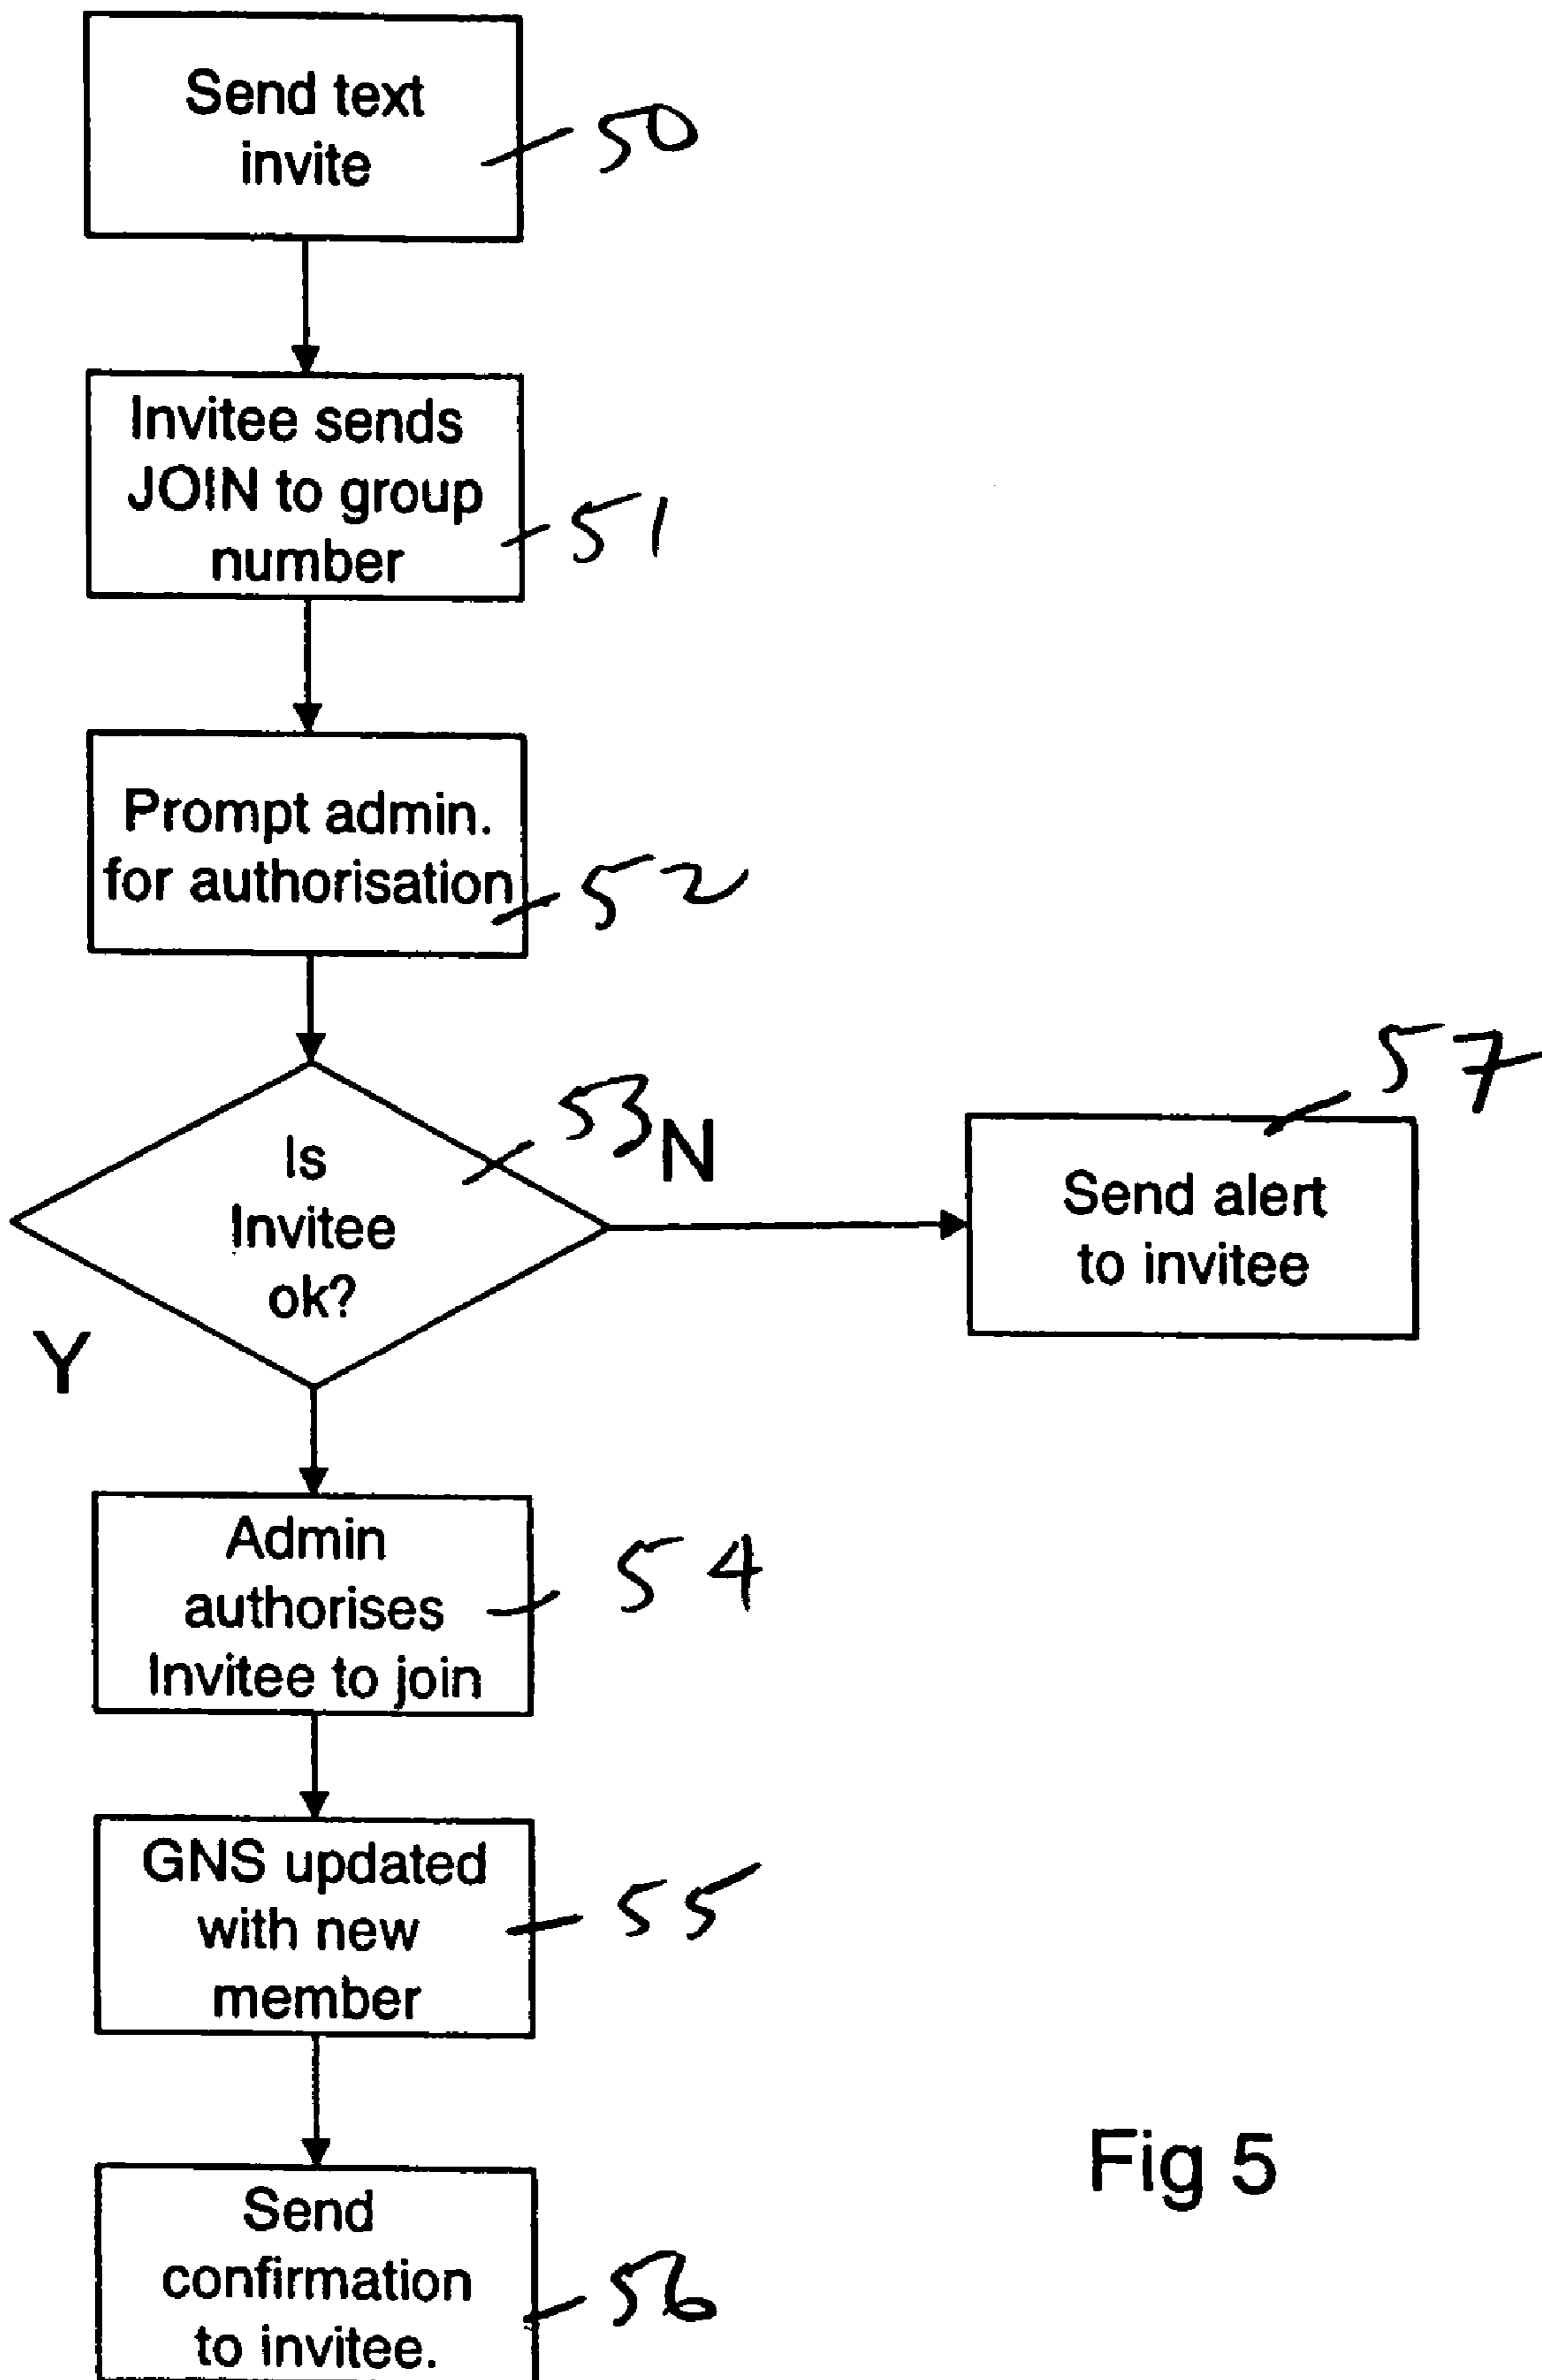 Send text
invite
50
Invitee sends
JOIN to group
number
51
Prompt admin.
for authorisation
52
Is
Invitee
ok?
53
N
Y
57
Send alert
to invitee
Admin
authorises
Invitee to join
54
GNS updated
with new
member
55
Send
confirmation
to invitee.
56
Fig 5